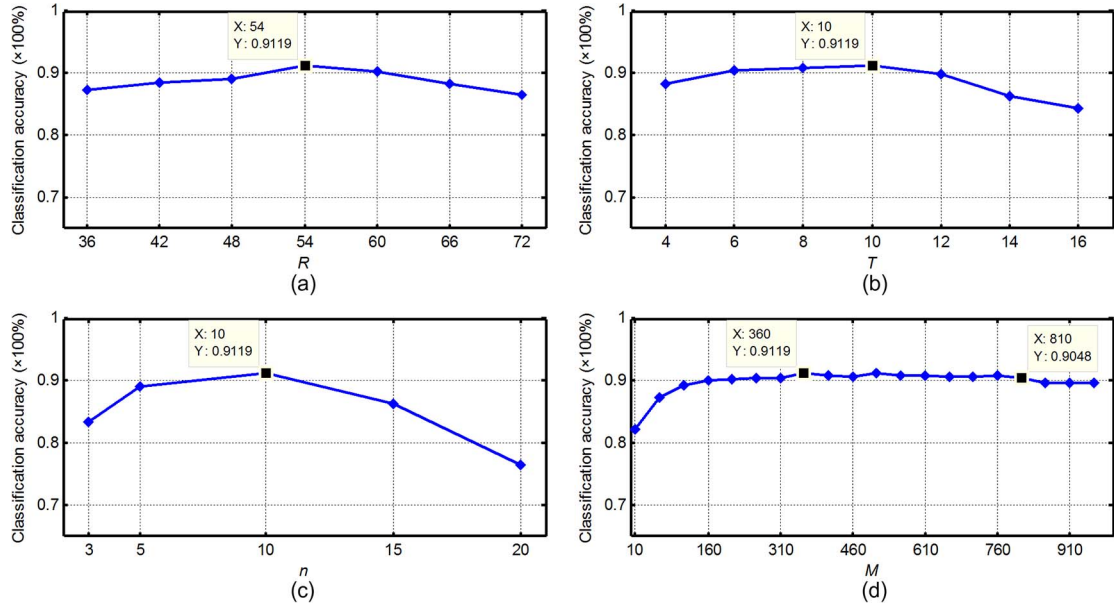 Classification accuracy (×100%)
1
0.9
0.8
0.7
X: 54
Y: 0.9119
36 42 48 54 60 66 72
R
(a)
Classification accuracy (×100%)
1
0.9
0.8
0.7
X: 10
Y: 0.9119
4 6 8 10 12 14 16
T
(b)
Classification accuracy (×100%)
1
0.9
0.8
0.7
X: 10
Y: 0.9119
3 5 10 15 20
n
(c)
Classification accuracy (×100%)
1
0.9
0.8
0.7
X: 360
Y: 0.9119
X: 810
Y: 0.9048
10 160 310 460 610 760 910
M
(d)